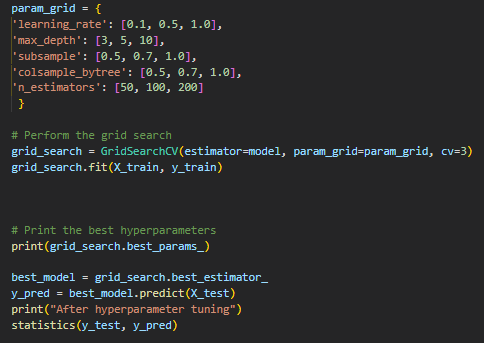 param_grid = {
'learning_rate': [0.1, 0.5, 1.0],
'max_depth': [3, 5, 10],
'subsample': [0.5, 0.7, 1.0],
'colsample_bytree': [0.5, 0.7, 1.0],
'n_estimators': [50, 100, 200]
}
# Perform the grid search
grid_search = GridSearchCV(estimator=model, param_grid=param_grid, cv=3)
grid_search.fit(X_train, y_train)
# Print the best hyperparameters
print(grid_search.best_params_)
best_model = grid_search.best_estimator_
y_pred = best_model.predict(X_test)
print("After hyperparameter tuning")
statistics(y_test, y_pred)